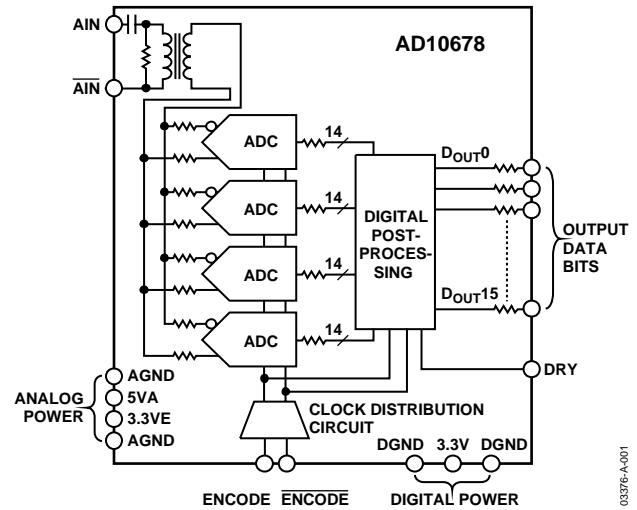 AIN
AD10678
AIN
14
ADC
DOUT0
14
ADC
DIGITAL
POST-
PROCES-
SING
OUTPUT
DATA
BITS
14
ADC
DOUT15
14
ADC
DRY
AGND
ANALOG
POWER
5VA
3.3VE
AGND
CLOCK DISTRIBUTION
CIRCUIT
DGND 3.3V DGND
ENCODE ENCODE
DIGITAL POWER
03376-A-001